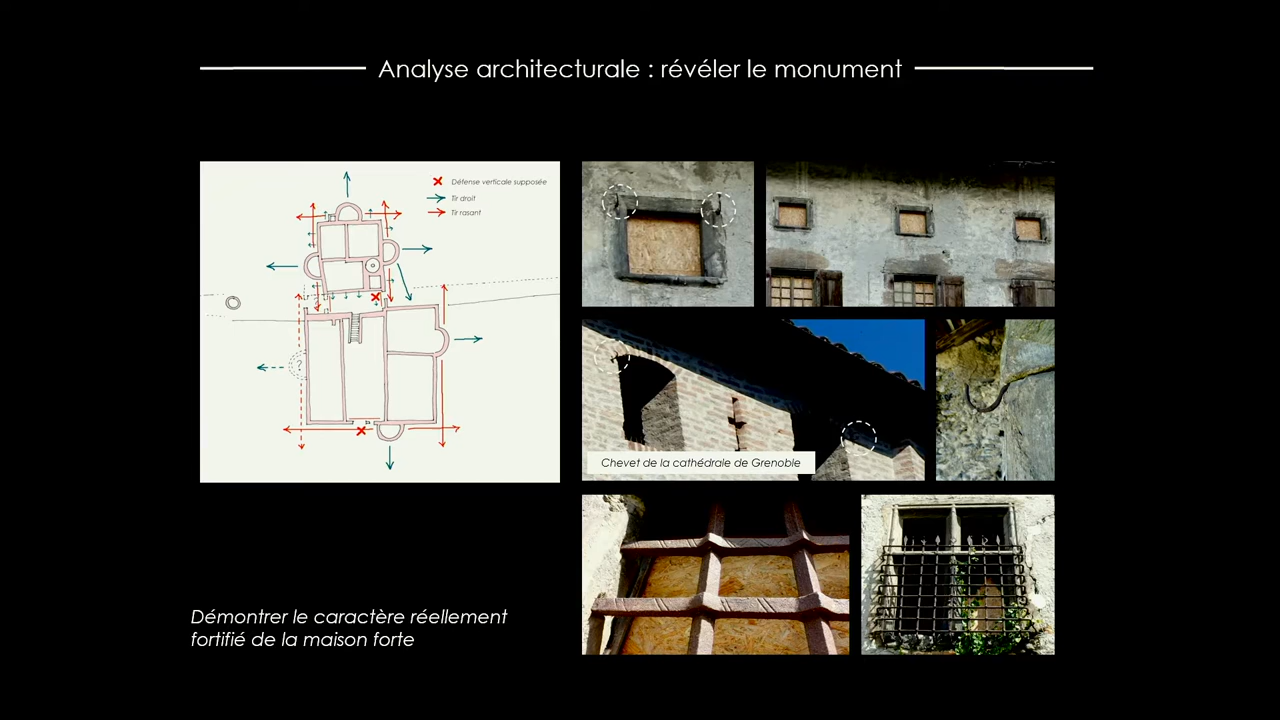 Analyse architecturale : révéler le monument
Défense verticale supposée
Tir droit
Tir rasant
?
Chevet de la cathédrale de Grenoble
Démontrer le caractère réellement
fortifié de la maison forte